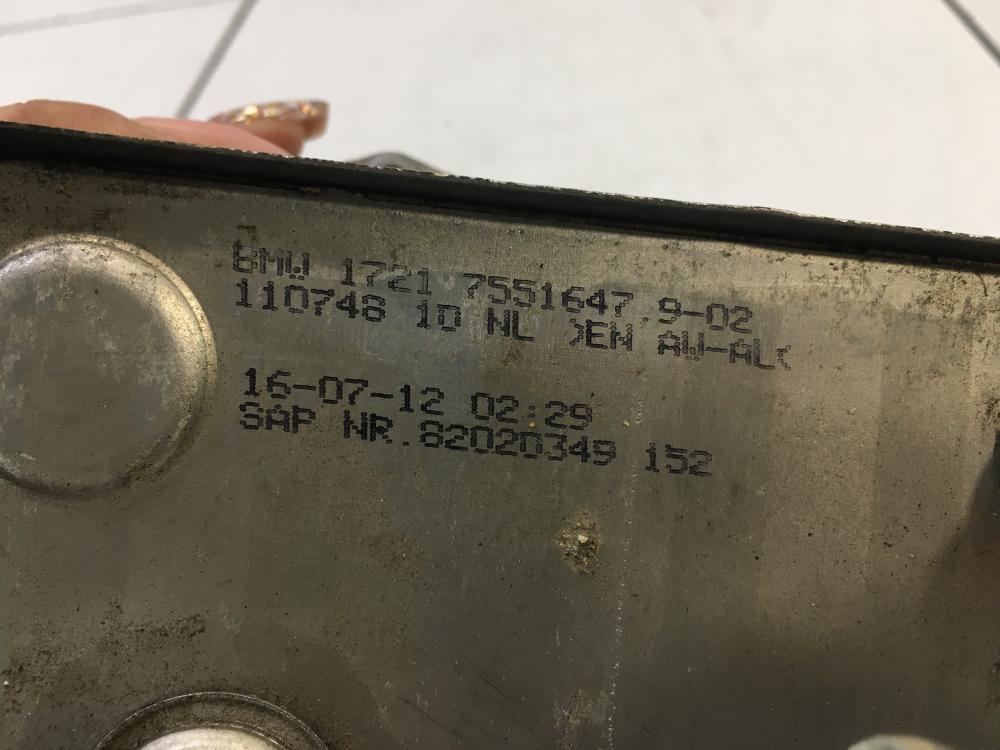 BMW 1721 7551647.9-02
110748 10 NL >EN AW-AL<
16-07-12 02:29
SAP NR.82020349 152